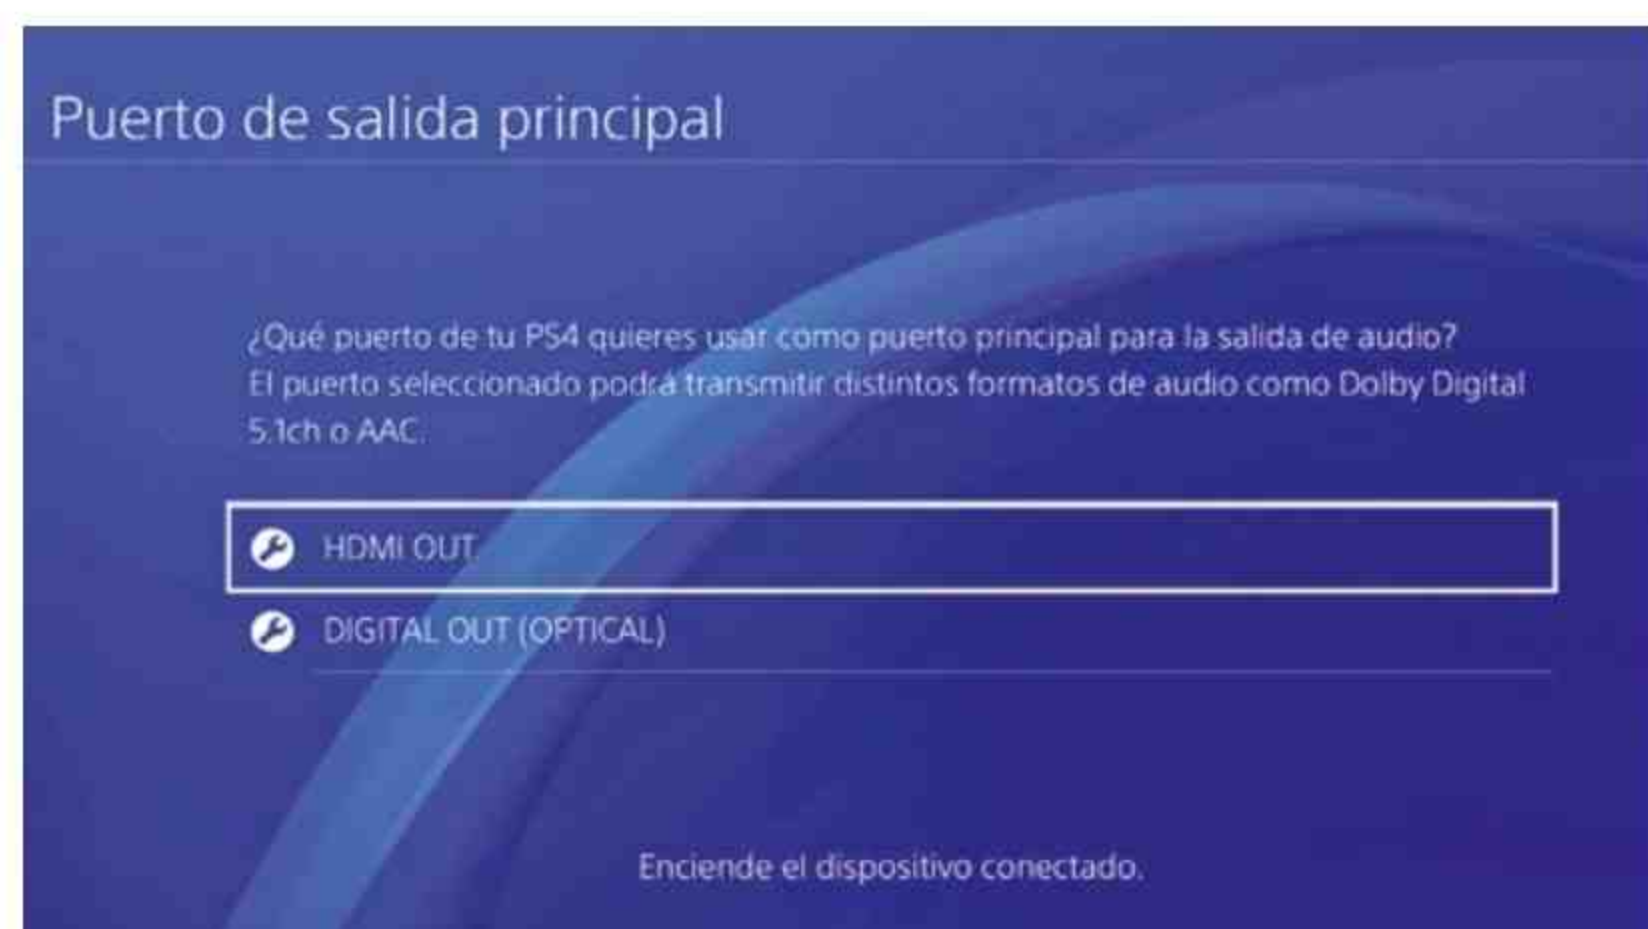 Puerto de salida principal
¿Qué puerto de tu PS4 quieres usar como puerto principal para la salida de audio?
El puerto seleccionado podrá transmitir distintos formatos de audio como Dolby Digital
5.1ch o AAC.
HDMI OUT
DIGITAL OUT (OPTICAL)
Enciende el dispositivo conectado.